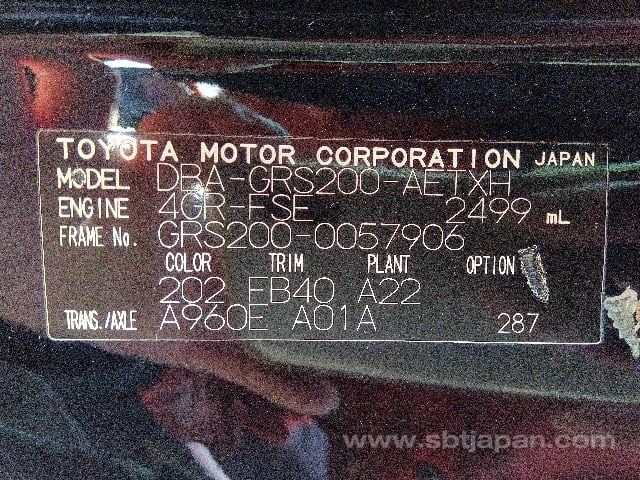 TOYOTA MOTOR CORPORATION JAPAN
MODEL DBA-GRS200-AETXH
ENGINE 4GR-FSE 2499 mL
FRAME No. GRS200-0057906
COLOR TRIM PLANT OPTION
202 FB40 A22
TRANS./AXLE A960E A01A 287
www.sbtjapan.com